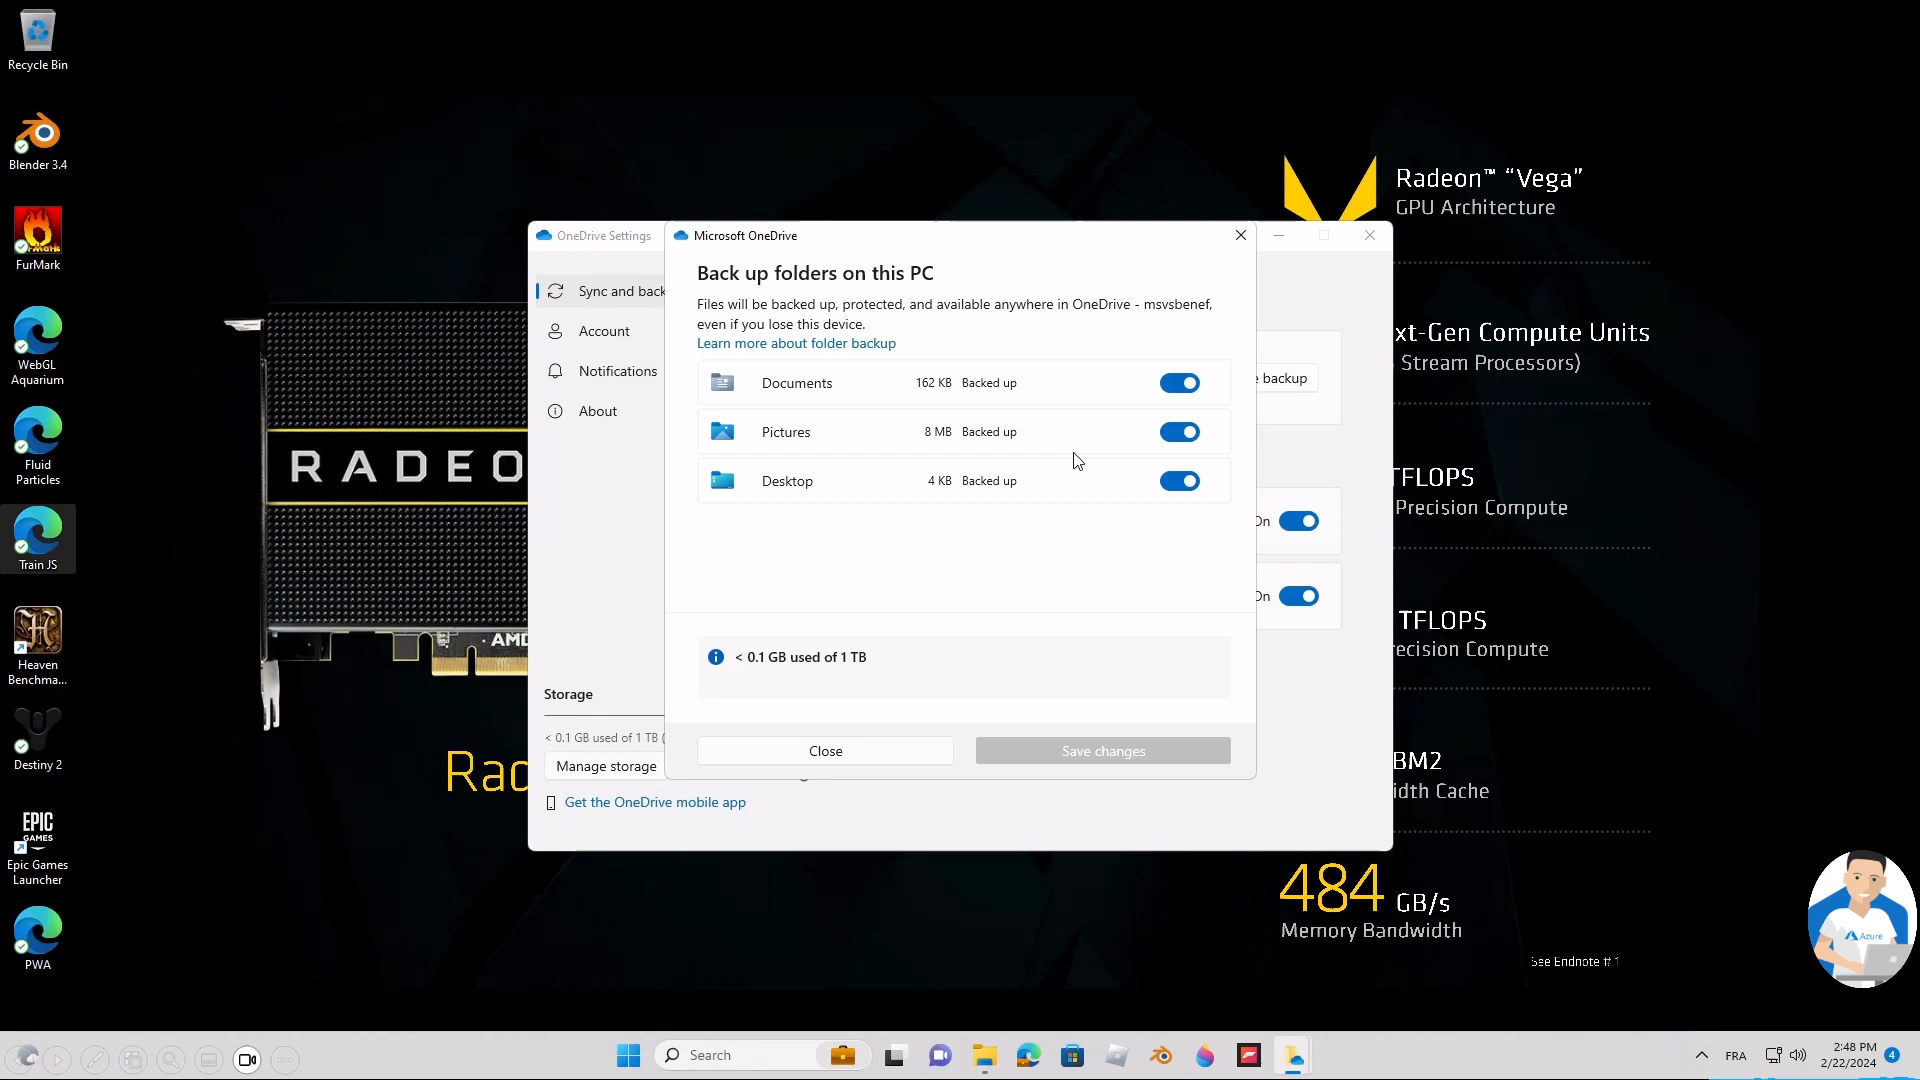 Recycle Bin
Blender 3.4
FurMark
WebGL
Aquarium
Fluid
Particles
Train JS
Heaven
Benchma...
Destiny 2
EPIC
GAMES
Epic Games
Launcher
PWA
RADEO
AMD
Rad
Radeon™ “Vega”
GPU Architecture
xt-Gen Compute Units
Stream Processors)
TFLOPS
Precision Compute
TFLOPS
recision Compute
BM2
idth Cache
484 GB/s
Memory Bandwidth
See Endnote #1
Azure
OneDrive Settings
Sync and back
Account
Notifications
About
Storage
< 0.1 GB used of 1 TB (
Manage storage
Get the OneDrive mobile app
e backup
On
On
Microsoft OneDrive
Back up folders on this PC
Files will be backed up, protected, and available anywhere in OneDrive - msvsbenef,
even if you lose this device.
Learn more about folder backup
Documents 162 KB Backed up
Pictures 8 MB Backed up
Desktop 4 KB Backed up
< 0.1 GB used of 1 TB
Close
Save changes
Search
FRA
2:48 PM
2/22/2024
4